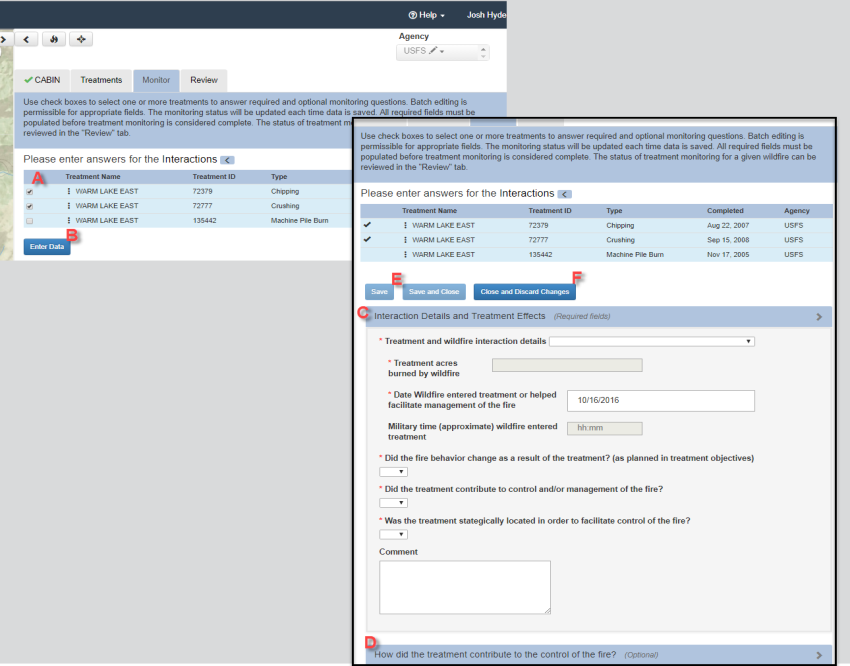 Help
Josh Hyde
Agency
USFS
CABIN
Treatments
Monitor
Review
Use check boxes to select one or more treatments to answer required and optional monitoring questions. Batch editing is
permissible for appropriate fields. The monitoring status will be updated each time data is saved. All required fields must be
populated before treatment monitoring is considered complete. The status of treatment m
reviewed in the "Review" tab.
Please enter answers for the Interactions <
A
Treatment Name Treatment ID Type
WARM LAKE EAST 72379 Chipping
WARM LAKE EAST 72777 Crushing
WARM LAKE EAST 135442 Machine Pile Burn
B
Enter Data
Use check boxes to select one or more treatments to answer required and optional monitoring questions. Batch editing is
permissible for appropriate fields. The monitoring status will be updated each time data is saved. All required fields must be
populated before treatment monitoring is considered complete. The status of treatment monitoring for a given wildfire can be
reviewed in the "Review" tab.
Please enter answers for the Interactions <
Treatment Name Treatment ID Type Completed Agency
WARM LAKE EAST 72379 Chipping Aug 22, 2007 USFS
WARM LAKE EAST 72777 Crushing Sep 15, 2008 USFS
WARM LAKE EAST 135442 Machine Pile Burn Nov 17, 2005 USFS
E
F
Save Save and Close Close and Discard Changes
C
Interaction Details and Treatment Effects (Required fields)
* Treatment and wildfire interaction details
* Treatment acres
burned by wildfire
* Date Wildfire entered treatment or helped
facilitate management of the fire
10/16/2016
Military time (approximate) wildfire entered
treatment
hh:mm
* Did the fire behavior change as a result of the treatment? (as planned in treatment objectives)
* Did the treatment contribute to control and/or management of the fire?
* Was the treatment stategically located in order to facilitate control of the fire?
Comment
D
How did the treatment contribute to the control of the fire? (Optional)